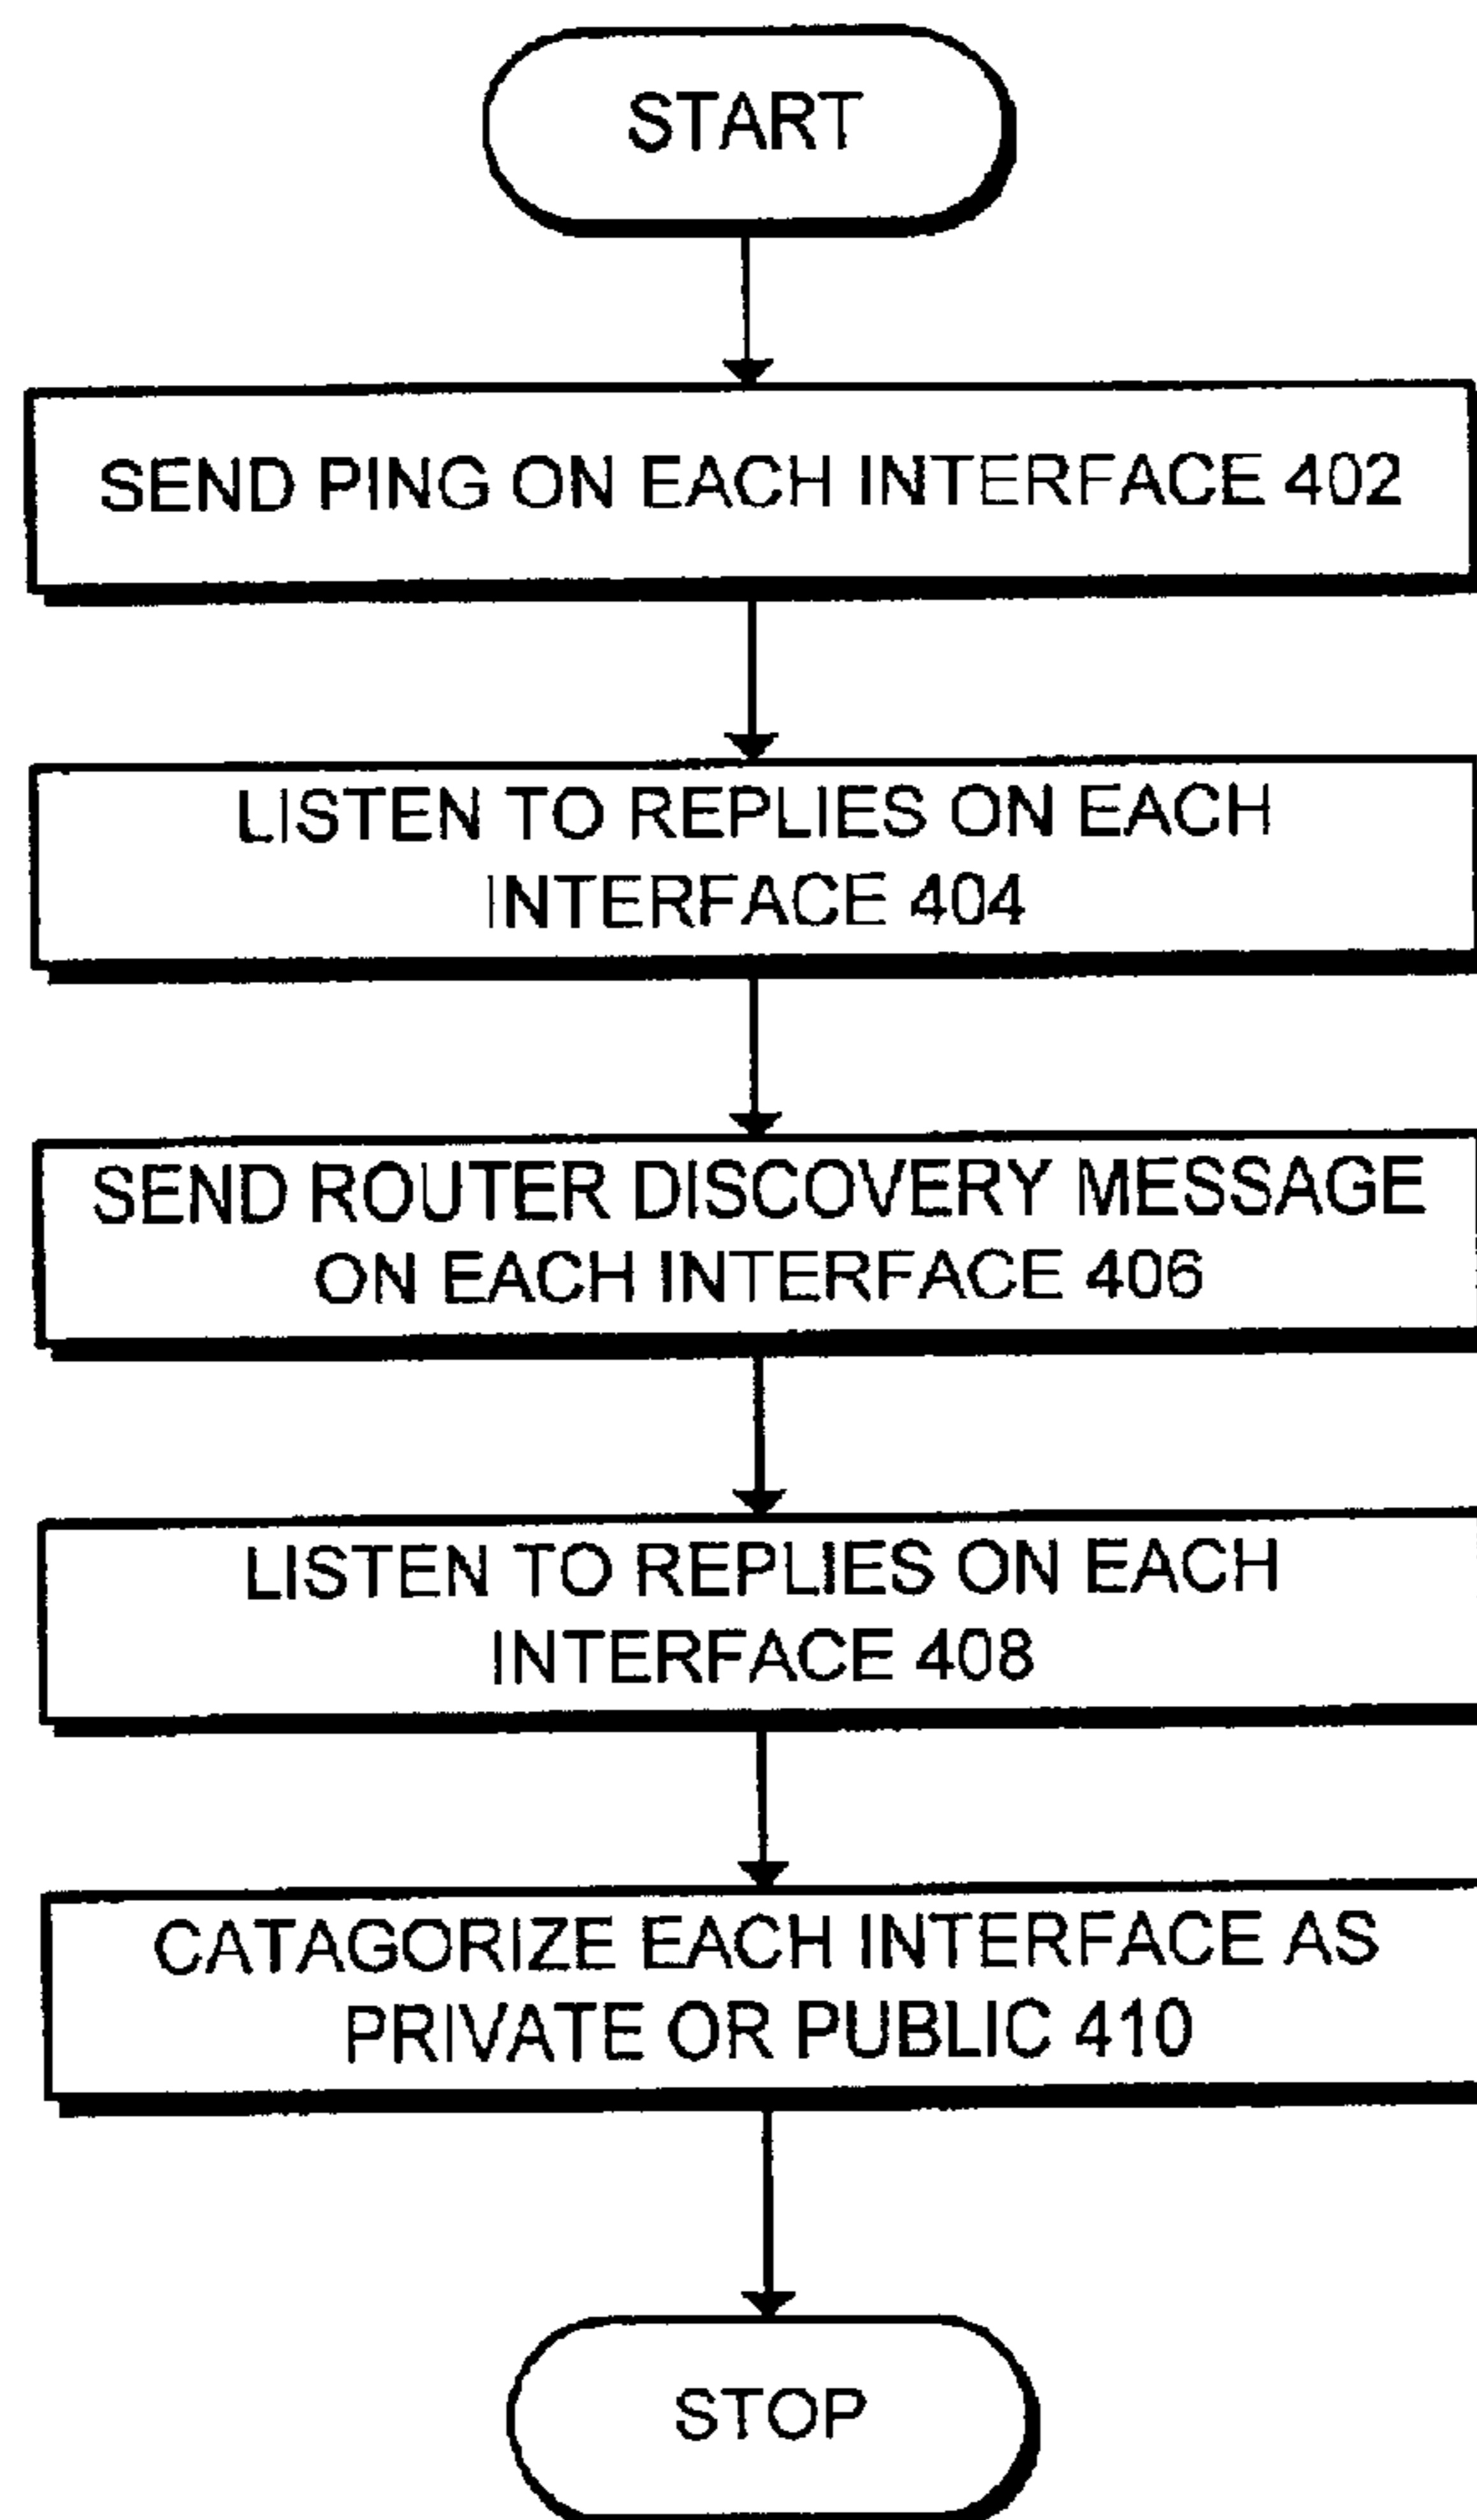 START
SEND PING ON EACH INTERFACE 402
LISTEN TO REPLIES ON EACH
INTERFACE 404
SEND ROUTER DISCOVERY MESSAGE
ON EACH INTERFACE 406
LISTEN TO REPLIES ON EACH
INTERFACE 408
CATAGORIZE EACH INTERFACE AS
PRIVATE OR PUBLIC 410
STOP